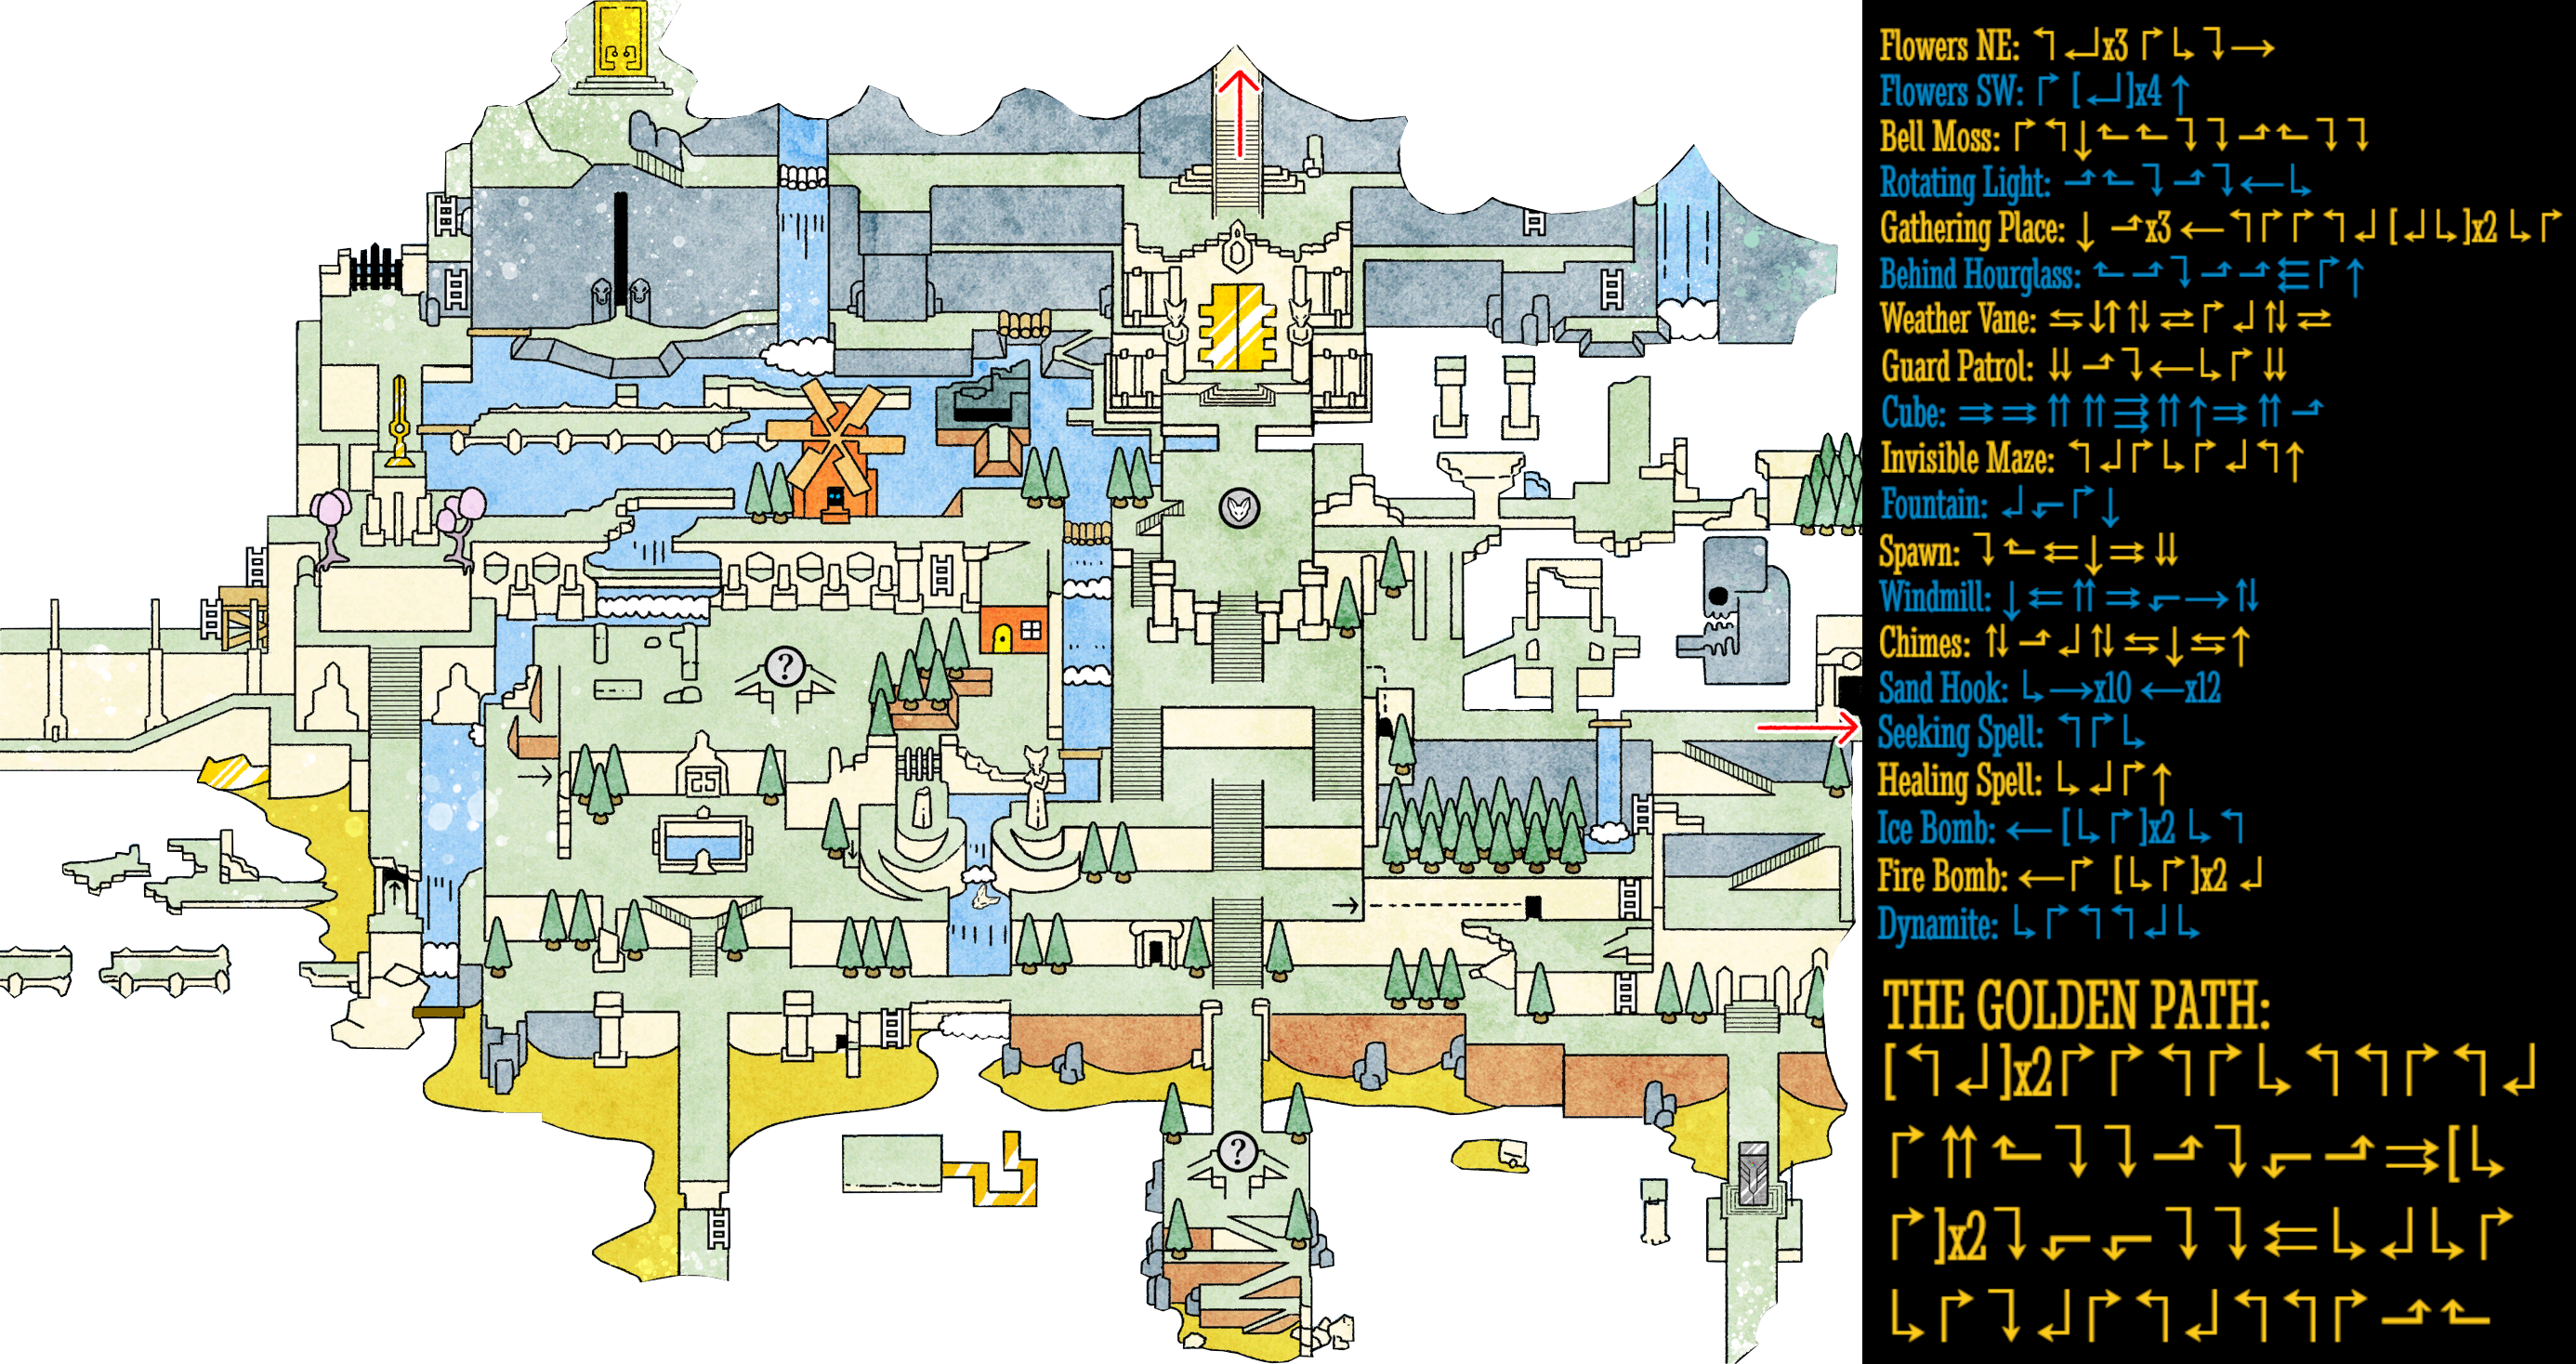 Flowers NE: ↰ ↲x3 ↱ ↳ ↴ →
Flowers SW: ↱ [↲]x4 ↑
Bell Moss: ↱ ↰ ↓ ⬑ ⬑ ↴ ↴ ⬏ ⬑ ↴ ↴
Rotating Light: ⬏ ⬑ ↴ ⬏ ↴ ← ↳
Gathering Place: ↓ ⬏x3 ← ↰ ↱ ↱ ↰ ↲ [↲ ↳]x2 ↳ ↱
Behind Hourglass: ⬑ ⬏ ↴ ⬏ ⬏ ⬱ ↱ ↑
Weather Vane: ⇆ ⇵ ⇅ ⇄ ↱ ↲ ⇅ ⇄
Guard Patrol: ⇊ ⬏ ↴ ← ↳ ↱ ⇊
Cube: ⇉ ⇉ ⇈ ⇈ ⇶ ⇈ ↑ ⇉ ⇈ ⬏
Invisible Maze: ↰ ↲ ↱ ↳ ↱ ↲ ↰ ↑
Fountain: ↲ ⬐ ↱ ↓
Spawn: ↴ ⬑ ⇇ ↓ ⇉ ⇊
Windmill: ↓ ⇇ ⇈ ⇉ ⬐ → ⇅
Chimes: ⇅ ⬏ ↲ ⇅ ⇆ ↓ ⇆ ↑
Sand Hook: ↳ →x10 ←x12
Seeking Spell: ↰ ↱ ↳
Healing Spell: ↳ ↲ ↱ ↑
Ice Bomb: ← [↳ ↱]x2 ↳ ↰
Fire Bomb: ← ↱ [↳ ↱]x2 ↲
Dynamite: ↳ ↱ ↰ ↰ ↲ ↳
THE GOLDEN PATH:
[↰ ↲]x2 ↱ ↱ ↰ ↱ ↳ ↰ ↰ ↱ ↰ ↲
↱ ⇈ ⬑ ↴ ↴ ⬏ ↴ ⬐ ⬏ ⇉ [↳
↱]x2 ↴ ⬐ ⬐ ↴ ↴ ⇇ ↳ ↲ ↳ ↱
↳ ↱ ↴ ↲ ↱ ↰ ↲ ↰ ↰ ↱ ⬏ ⬑
?
?